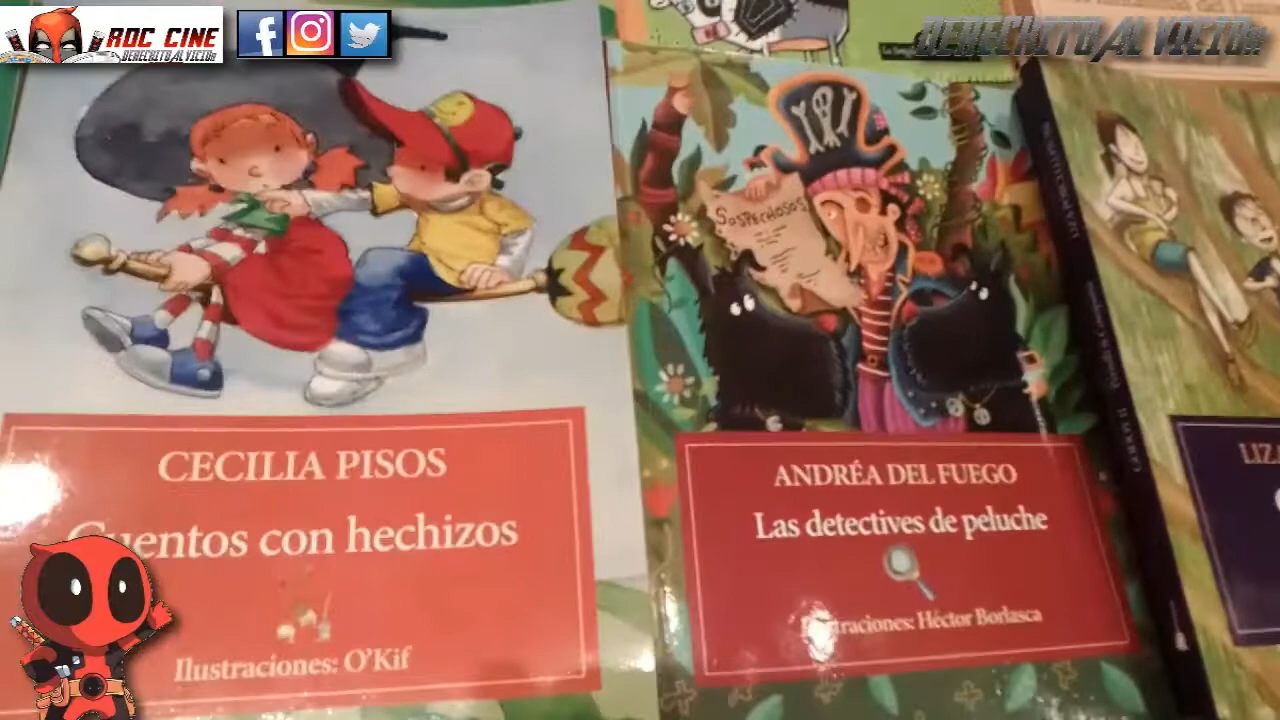 ROC CINE
DERECHITO AL VICIO!!
DERECHITO AL VICIO!!
SOSPECHOSOS
CECILIA PISOS
Cuentos con hechizos
Ilustraciones: O'Kif
ANDRÉA DEL FUEGO
Las detectives de peluche
Ilustraciones: Héctor Borlasca
LIZA